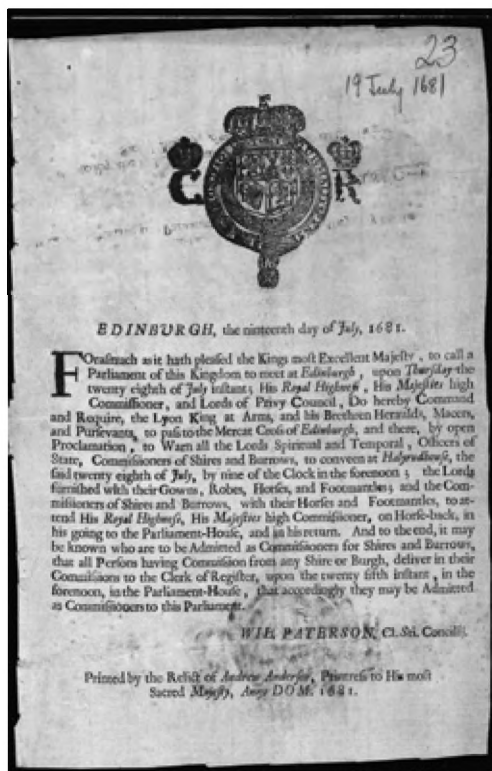 23
19 July 1681
C R
EDINBURGH, the ninteenth day of July, 1681.
FOrasmuch as it hath pleased the Kings most Excellent Majesty, to call a
Parliament of this Kingdom to meet at Edinburgh, upon Thursday the
twenty eighth of July instant; His Royal Highness, His Majesties high
Commissioner, and Lords of Privy Council, Do hereby Command
and Require, the Lyon King at Arms, and his Bretheen Heraulds, Macers,
and Pursevants, to pass to the Mercat Cross of Edinburgh, and there, by open
Proclamation, to Warn all the Lords Spiritual and Temporal, Officers of
State, Commissioners of Shires and Burrows, to conveen at Halyrudhouse, the
said twenty eighth of July, by nine of the Clock in the forenoon; the Lords
furnished with their Gowns, Robes, Horses, and Footmantles; and the Com-
missioners of Shires and Burrows, with their Horses and Footmantles, to at-
tend His Royal Highness, His Majesties high Commissioner, on Horse-back, in
his going to the Parliament-House, and in his return. And to the end, it may
be known who are to be Admitted as Commissioners for Shires and Burrows,
that all Persons having Commission from any Shire or Burgh, deliver in their
Commissions to the Clerk of Register, upon the twenty fifth instant, in the
forenoon, in the Parliament-House, that accordingly they may be Admitted
as Commissioners to this Parliament.
WIL. PATERSON, Cl. Sti. Concilij.
Printed by the Relict of Andrew Anderson, Printress to His most
Sacred Majesty, Anno DOM. 1681.